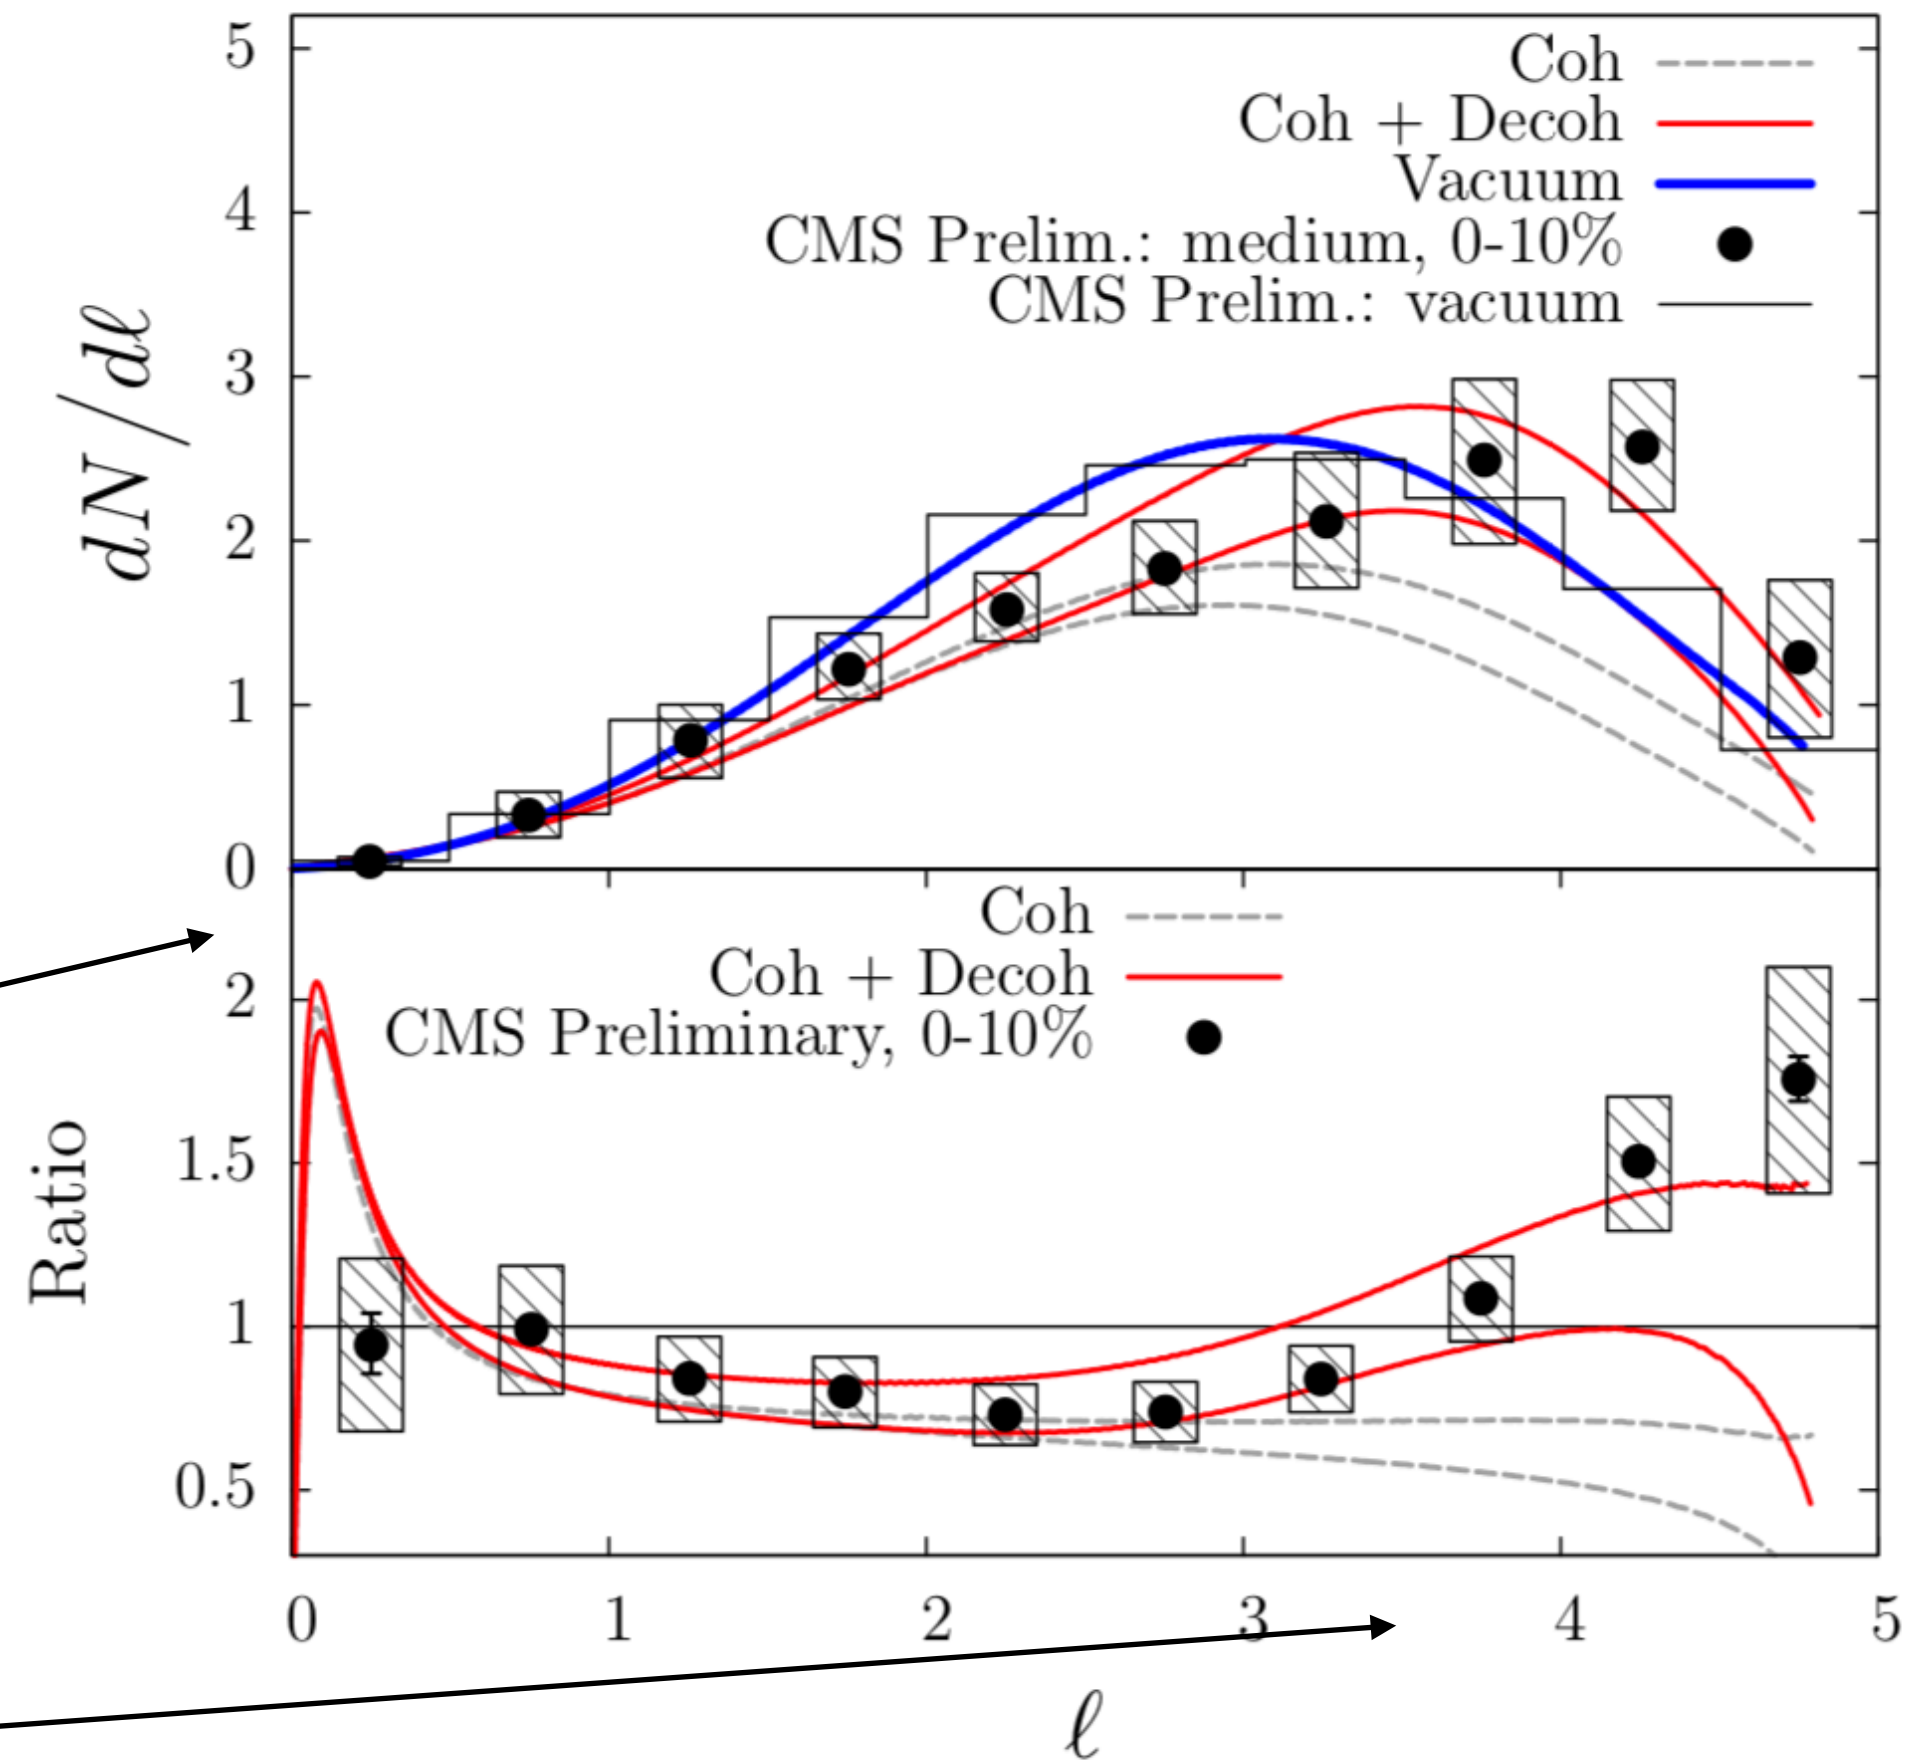 5
4
3
2
1
0
dN/dℓ
Coh
Coh + Decoh
Vacuum
CMS Prelim.: medium, 0-10%
CMS Prelim.: vacuum
2
1.5
1
0.5
Ratio
Coh
Coh + Decoh
CMS Preliminary, 0-10%
0 1 2 3 4 5
ℓ